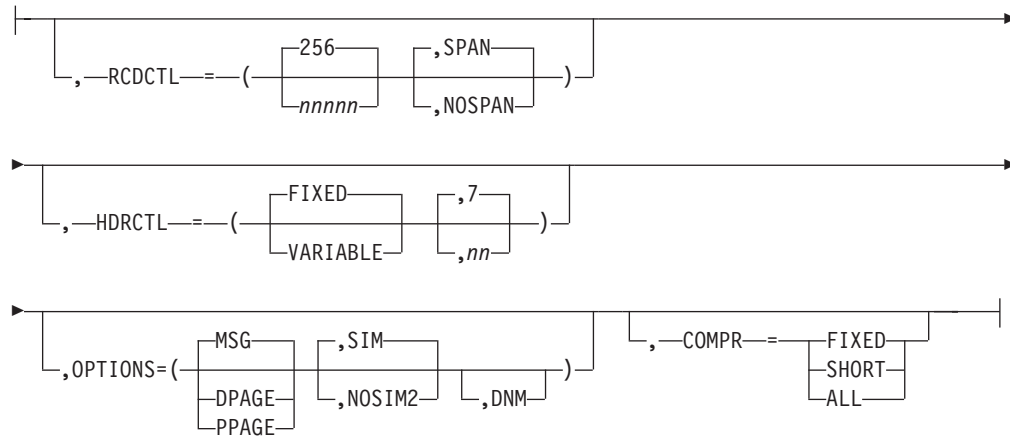 256 ,SPAN
, RCDCTL = ( )
nnnnn ,NOSPAN
FIXED ,7
, HDRCTL = ( )
VARIABLE ,nn
MSG ,SIM , COMPR = FIXED
,OPTIONS=( ) SHORT
DPAGE ,NOSIM2 ,DNM ALL
PPAGE